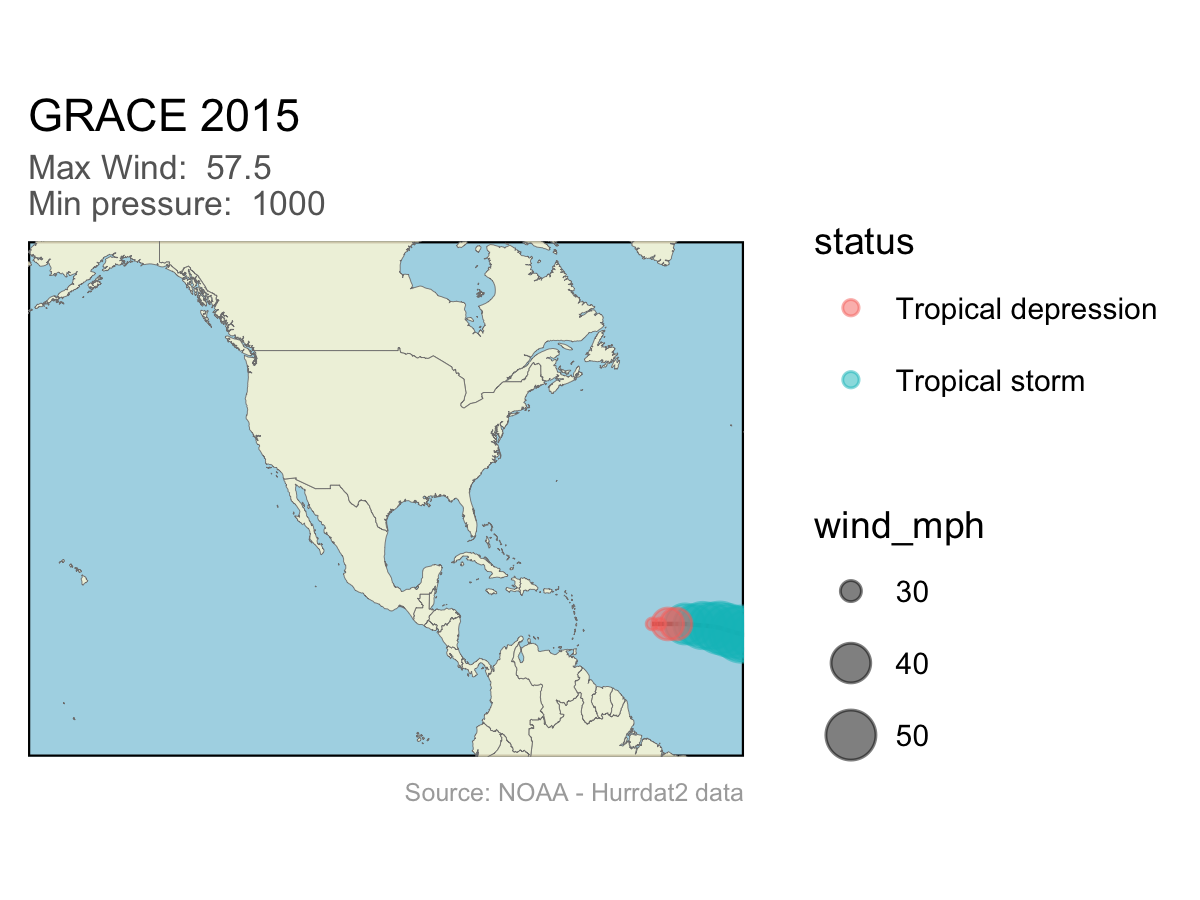 GRACE 2015
Max Wind:  57.5
Min pressure:  1000
status
Tropical depression
Tropical storm
wind_mph
30
40
50
Source: NOAA - Hurrdat2 data